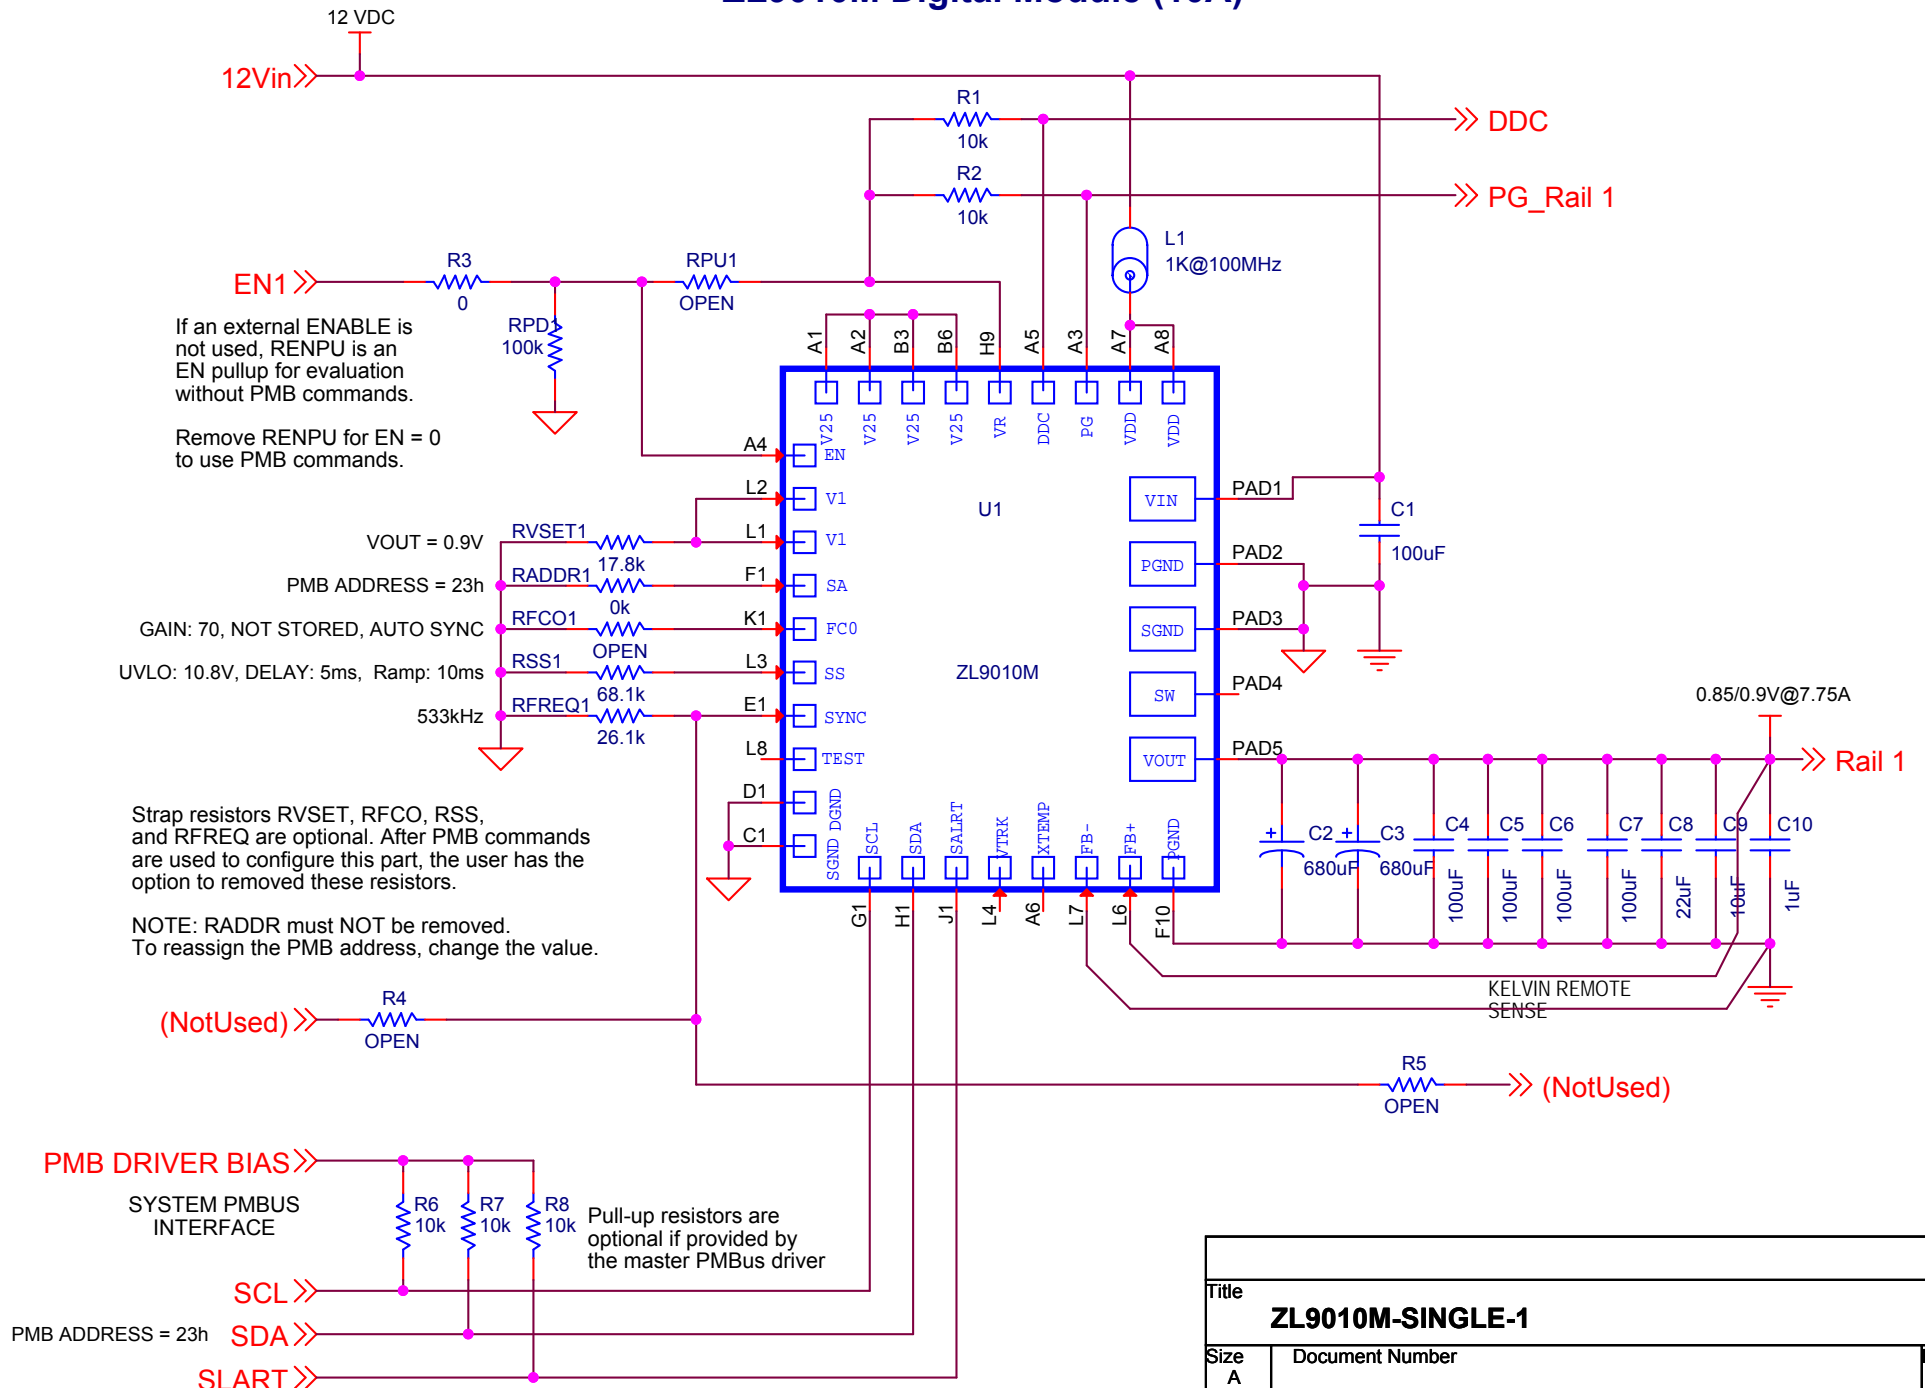 ZL9010M Digital Module (10A)
12 VDC
12Vin
R1
10k
DDC
R2
10k
PG_Rail 1
L1
1K@100MHz
EN1
R3
0
RPU1
OPEN
RPD1
100k
If an external ENABLE is
not used, RENPU is an
EN pullup for evaluation
without PMB commands.
Remove RENPU for EN = 0
to use PMB commands.
A1
A2
B3
B6
H9
A5
A3
A7
A8
V25
V25
V25
V25
VR
DDC
PG
VDD
VDD
A4
EN
L2
V1
L1
V1
F1
SA
K1
FC0
L3
SS
E1
SYNC
L8
TEST
D1
DGND
C1
SGND
U1
ZL9010M
VIN
PAD1
PGND
PAD2
SGND
PAD3
SW
PAD4
VOUT
PAD5
C1
100uF
VOUT = 0.9V
RVSET1
17.8k
PMB ADDRESS = 23h
RADDR1
0k
GAIN: 70, NOT STORED, AUTO SYNC
RFCO1
OPEN
UVLO: 10.8V, DELAY: 5ms, Ramp: 10ms
RSS1
68.1k
533kHz
RFREQ1
26.1k
0.85/0.9V@7.75A
Rail 1
SCL
SDA
SALRT
VTRK
XTEMP
FB-
FB+
PGND
G1
H1
J1
L4
A6
L7
L6
F10
+
C2
680uF
+
C3
680uF
C4
100uF
C5
100uF
C6
100uF
C7
100uF
C8
22uF
C9
10uF
C10
1uF
KELVIN REMOTE
SENSE
Strap resistors RVSET, RFCO, RSS,
and RFREQ are optional. After PMB commands
are used to configure this part, the user has the
option to removed these resistors.
NOTE: RADDR must NOT be removed.
To reassign the PMB address, change the value.
(NotUsed)
R4
OPEN
R5
OPEN
(NotUsed)
PMB DRIVER BIAS
SYSTEM PMBUS
INTERFACE
R6
10k
R7
10k
R8
10k
Pull-up resistors are
optional if provided by
the master PMBus driver
SCL
PMB ADDRESS = 23h
SDA
SLART
Title
ZL9010M-SINGLE-1
Size
A
Document Number